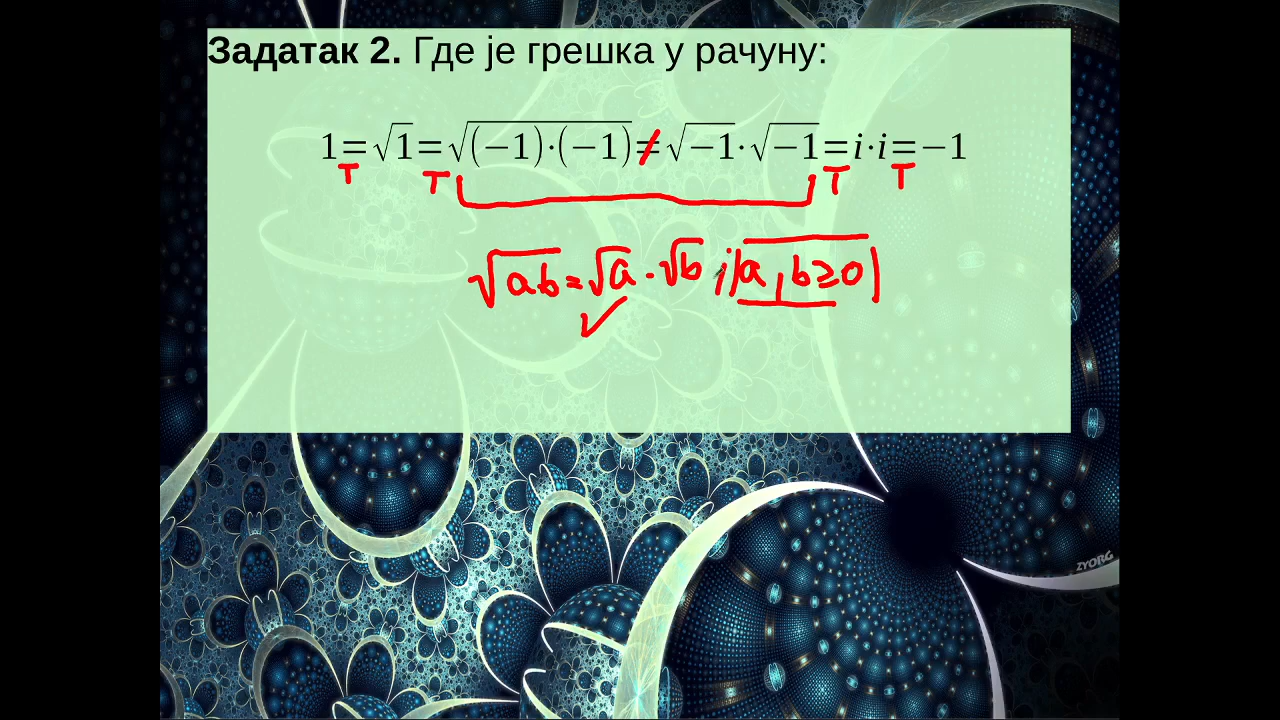 Задатак 2. Где је грешка у рачуну:
1=√1=√(−1)·(−1)≠√−1·√−1=i·i=−1
T T T T
√ab=√a·√b ; a, b≥0
ZYORG